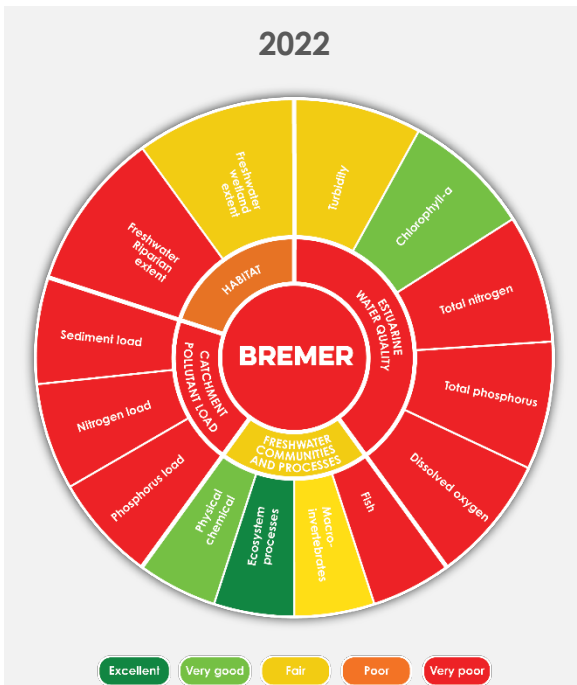 2022
Freshwater
wetland
extent
Turbidity
Chlorophyll-a
Total nitrogen
Total phosphorus
Dissolved oxygen
Fish
Macro-
invertebrates
Ecosystem
processes
Physical
chemical
Phosphorus load
Nitrogen load
Sediment load
Freshwater
Riparian
extent
HABITAT
ESTUARINE
WATER QUALITY
FRESHWATER
COMMUNITIES
AND PROCESSES
CATCHMENT
POLLUTANT LOAD
BREMER
Excellent
Very good
Fair
Poor
Very poor